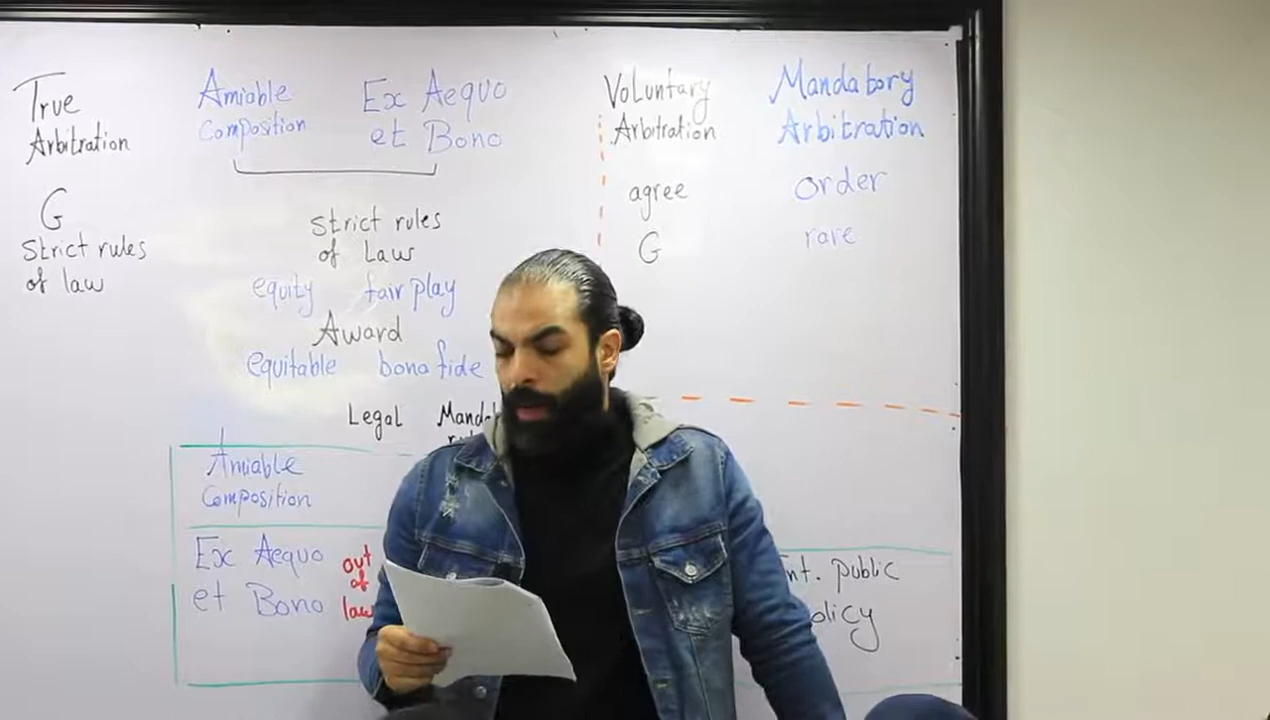 True
Arbitration
G
Strict rules
of law
Amiable
Composition
Ex Aequo
et Bono
strict rules
of Law
equity fair play
Award
equitable bona fide
Legal
Amiable
Composition
Ex Aequo
et Bono
out
of
law
Voluntary
Arbitration
agree
G
Mandatory
Arbitration
order
rare
public